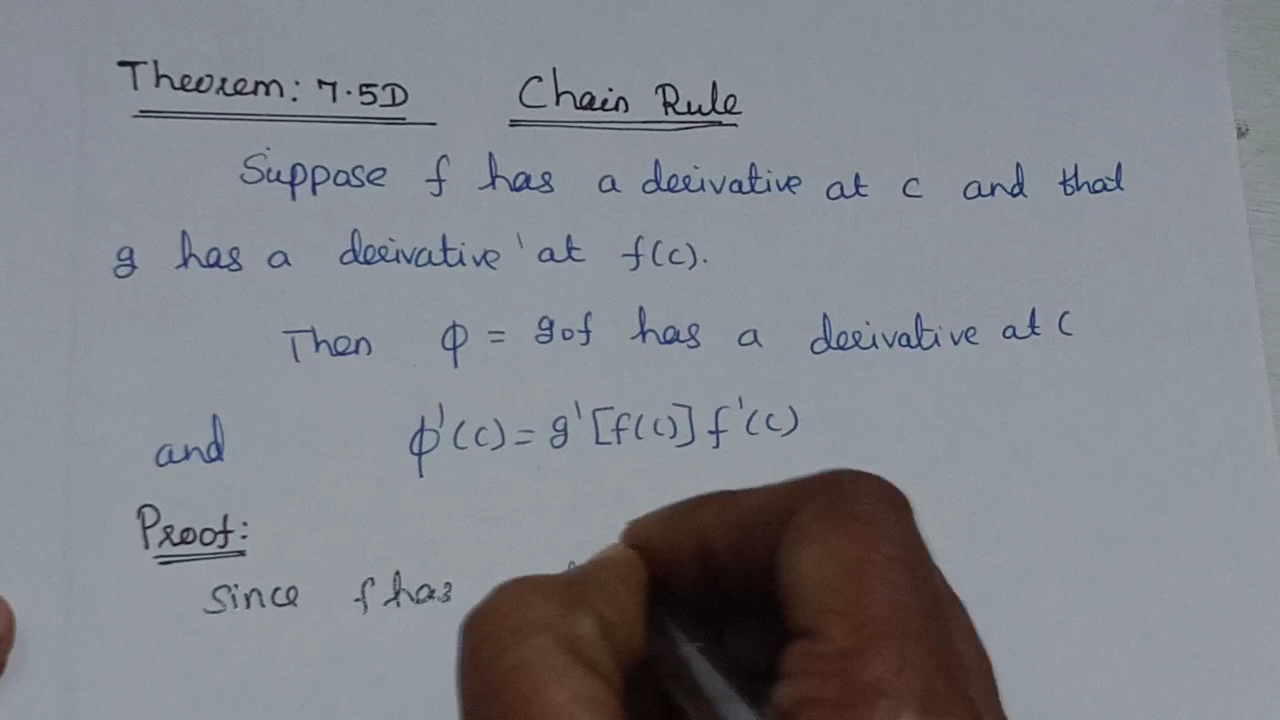 Theorem: 7.5D Chain Rule
Suppose f has a derivative at c and that
g has a derivative at f(c).
Then φ = gof has a derivative at c
and φ'(c) = g'[f(c)] f'(c)
Proof:
since f has